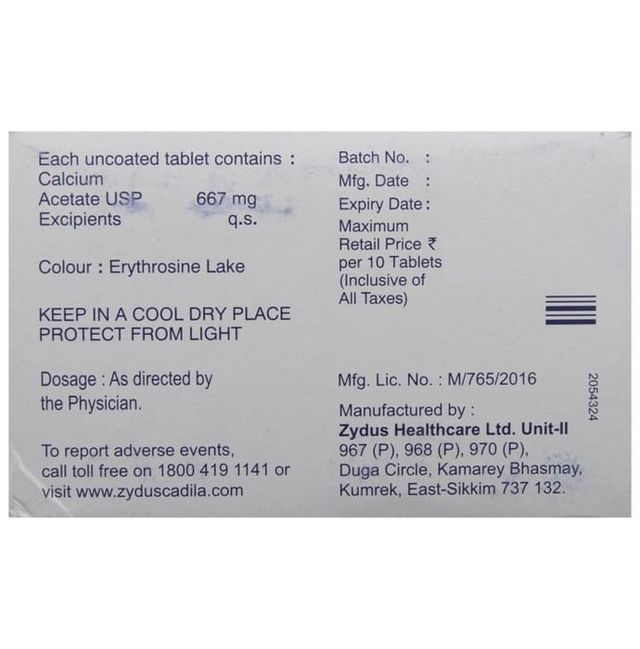 Each uncoated tablet contains :
Calcium
Acetate USP 667 mg
Excipients q.s.
Colour : Erythrosine Lake
KEEP IN A COOL DRY PLACE
PROTECT FROM LIGHT
Dosage : As directed by
the Physician.
To report adverse events,
call toll free on 1800 419 1141 or
visit www.zyduscadila.com
Batch No. :
Mfg. Date :
Expiry Date :
Maximum
Retail Price ₹
per 10 Tablets
(Inclusive of
All Taxes)
Mfg. Lic. No. : M/765/2016
Manufactured by :
Zydus Healthcare Ltd. Unit-II
967 (P), 968 (P), 970 (P),
Duga Circle, Kamarey Bhasmay,
Kumrek, East-Sikkim 737 132.
2054324